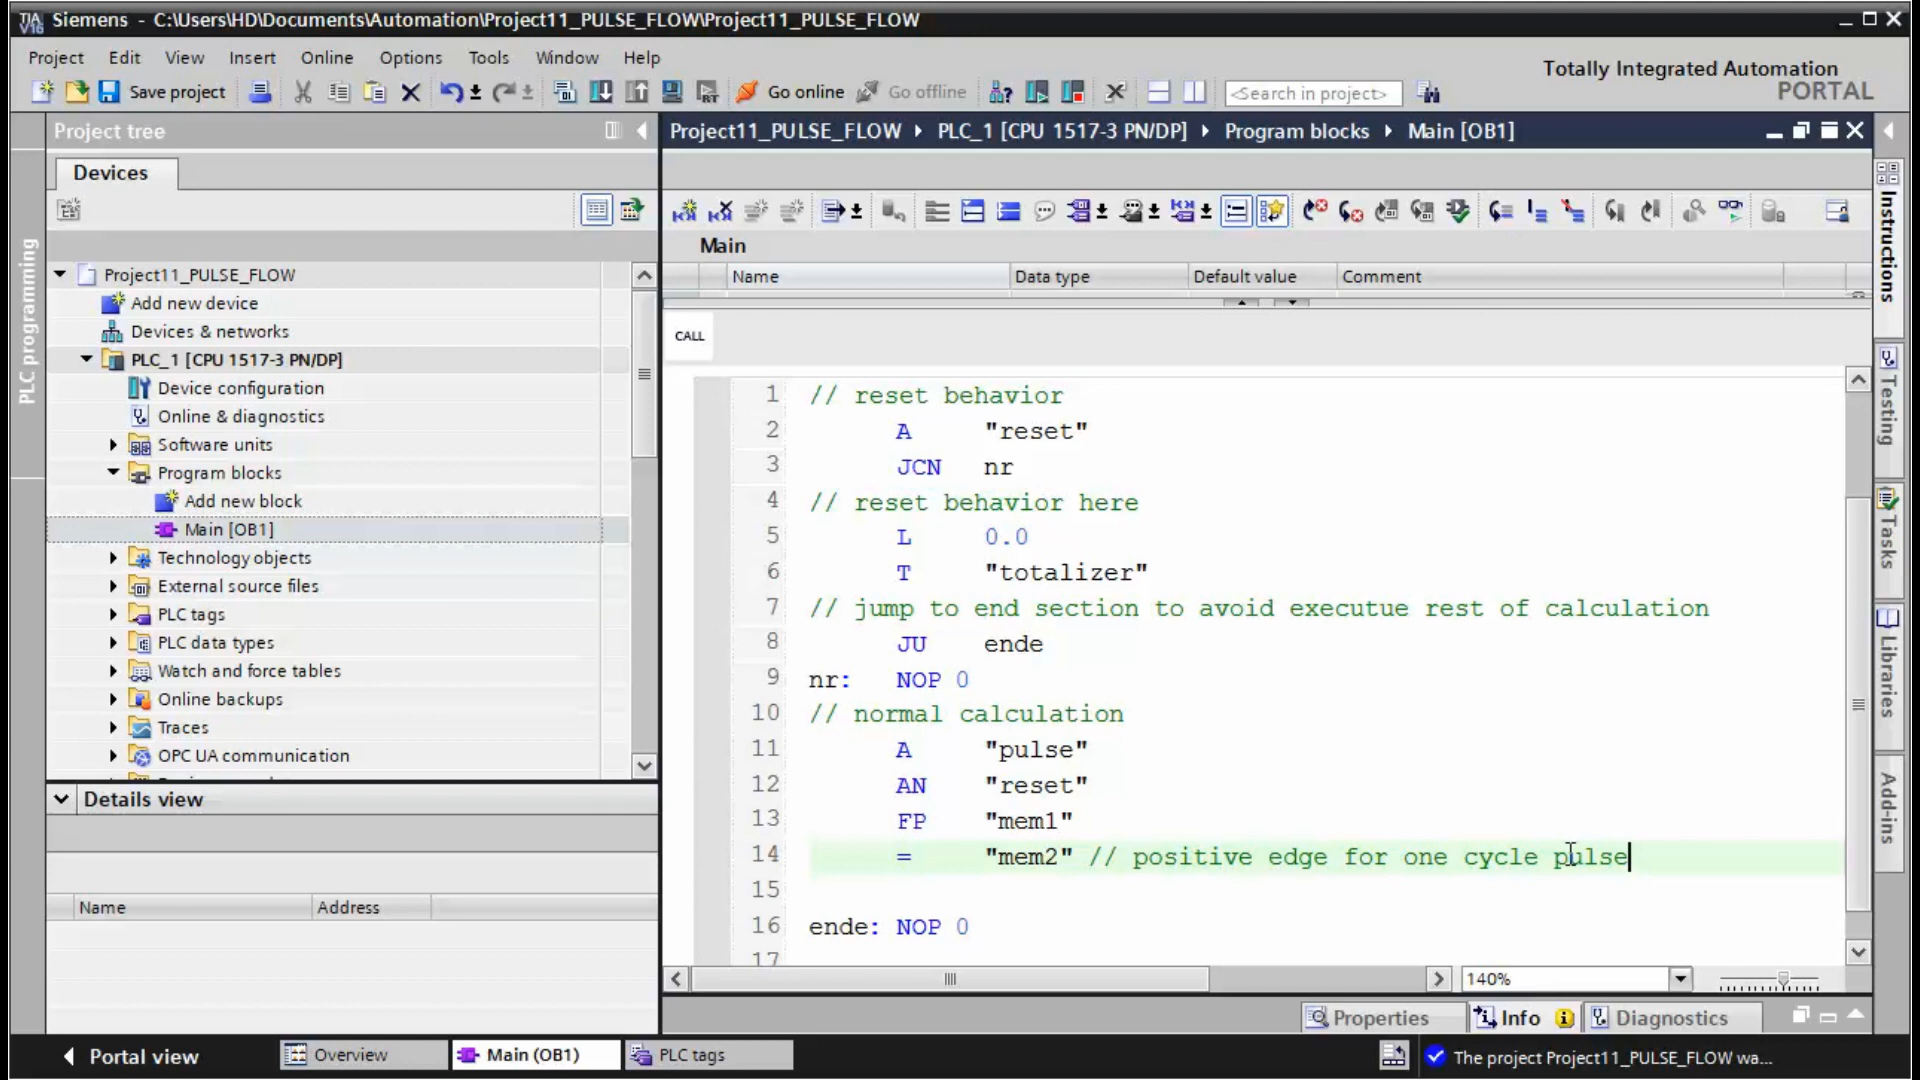 TIA V16 Siemens - C:\Users\HD\Documents\Automation\Project11_PULSE_FLOW\Project11_PULSE_FLOW
Project Edit View Insert Online Tools Window Help
Totally Integrated Automation
PORTAL
Save project Go online Go offline <Search in project>
Project tree
Project11_PULSE_FLOW PLC_1 [CPU 1517-3 PN/DP] Program blocks Main [OB1]
Devices
PLC programming
Project11_PULSE_FLOW
Add new device
Devices & networks
PLC_1 [CPU 1517-3 PN/DP]
Device configuration
Online & diagnostics
Software units
Program blocks
Add new block
Main [OB1]
Technology objects
External source files
PLC tags
PLC data types
Watch and force tables
Online backups
Traces
OPC UA communication
Details view
Name Address
Main
Name Data type Default value Comment
CALL
1 // reset behavior
2 A "reset"
3 JCN nr
4 // reset behavior here
5 L 0.0
6 T "totalizer"
7 // jump to end section to avoid executue rest of calculation
8 JU ende
9 nr: NOP 0
10 // normal calculation
11 A "pulse"
12 AN "reset"
13 FP "mem1"
14 = "mem2" // positive edge for one cycle pulse
15
16 ende: NOP 0
17
140%
Properties Info Diagnostics
Instructions
Testing
Tasks
Libraries
Add-ins
Portal view Overview Main (OB1) PLC tags The project Project11_PULSE_FLOW wa...